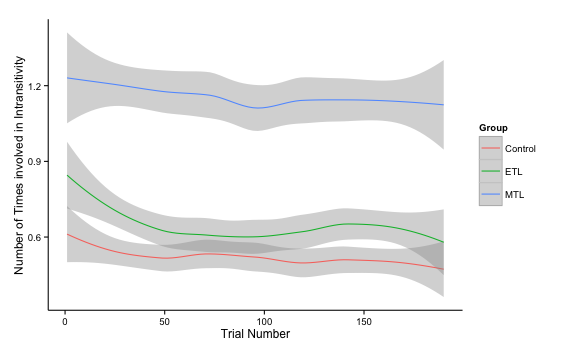 Number of Times involved in Intransitivity
1.2
0.9
0.6
0
50
100
150
Trial Number
Group
Control
ETL
MTL